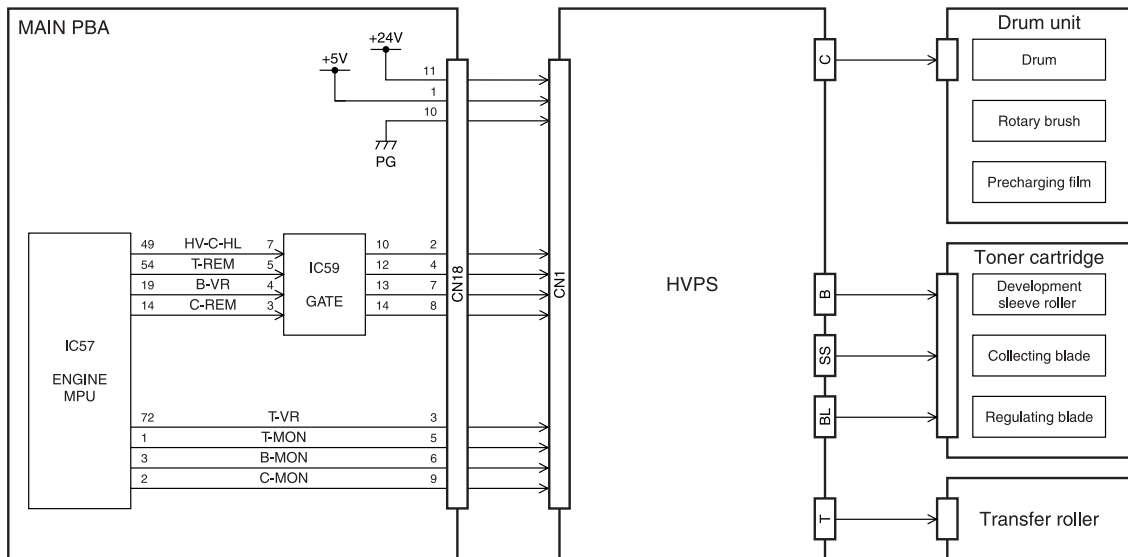 MAIN PBA
+24V
+5V
11
1
10
PG
IC57
ENGINE
MPU
49 HV-C-HL 7
54 T-REM 5
19 B-VR 4
14 C-REM 3
IC59
GATE
10 2
12 4
13 7
14 8
72 T-VR 3
1 T-MON 5
3 B-MON 6
2 C-MON 9
CN18
CN1
HVPS
C
B
SS
BL
T
Drum unit
Drum
Rotary brush
Precharging film
Toner cartridge
Development
sleeve roller
Collecting blade
Regulating blade
Transfer roller